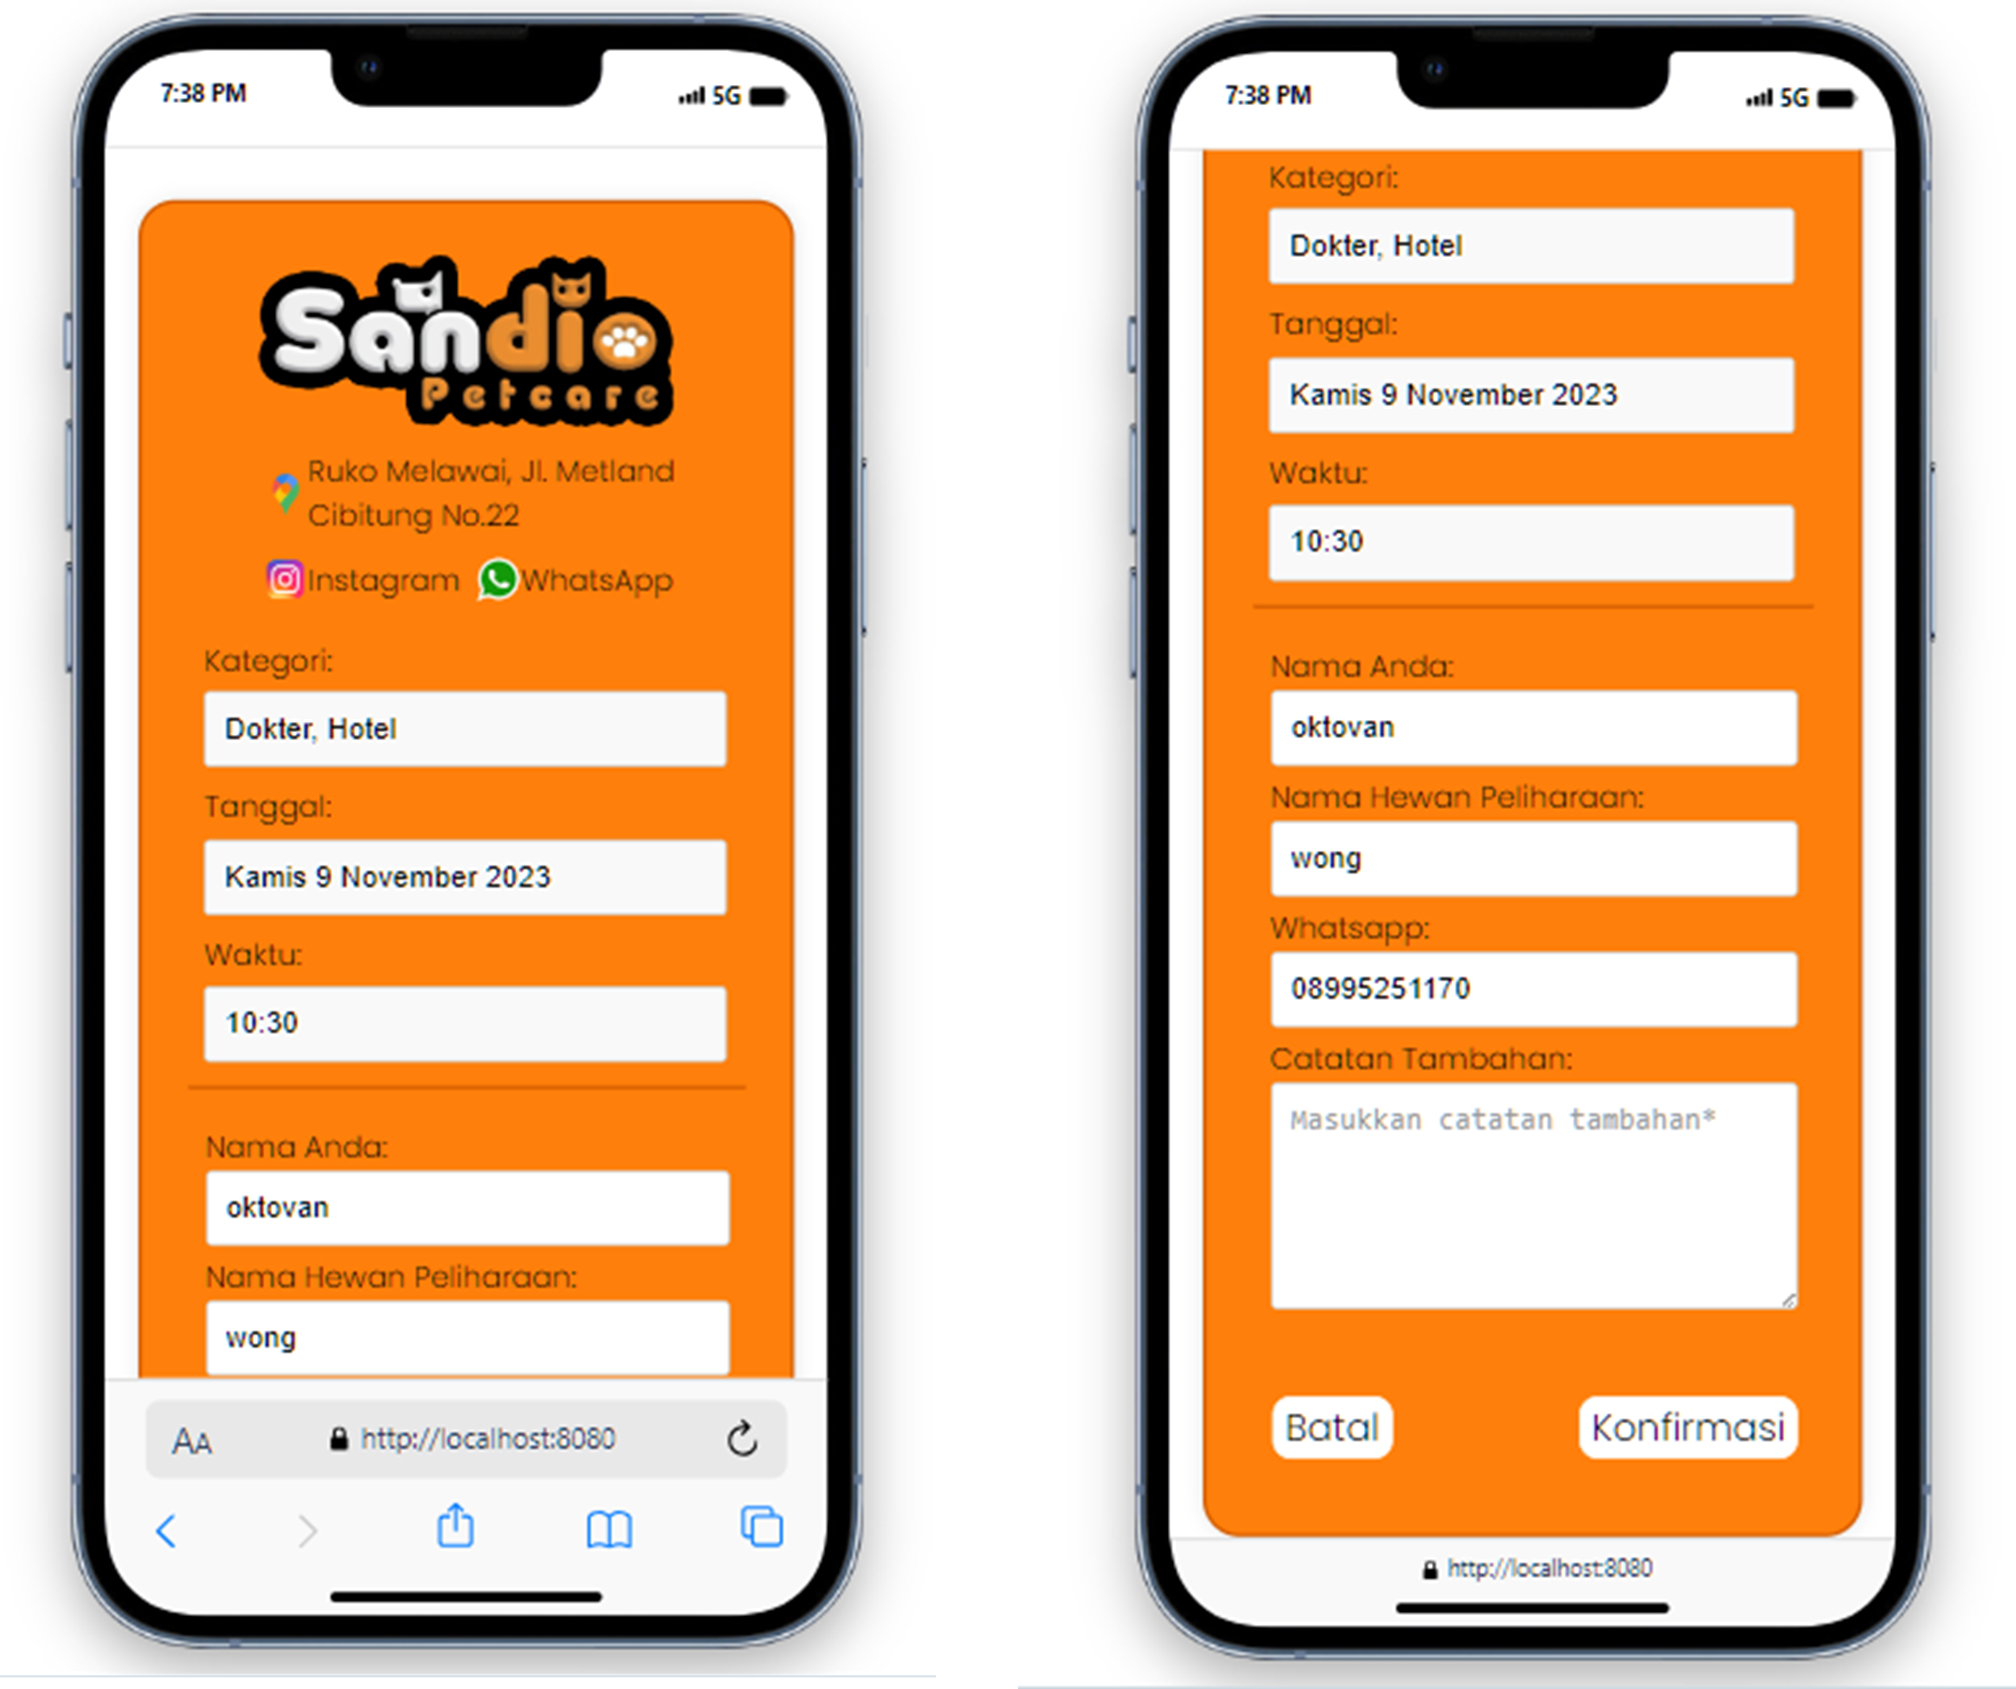 7:38 PM
5G
Sandio
Petcare
Ruko Melawai, Jl. Metland
Cibitung No.22
Instagram WhatsApp
Kategori:
Dokter, Hotel
Tanggal:
Kamis 9 November 2023
Waktu:
10:30
Nama Anda:
oktovan
Nama Hewan Peliharaan:
wong
AA
http://localhost:8080
7:38 PM
5G
Kategori:
Dokter, Hotel
Tanggal:
Kamis 9 November 2023
Waktu:
10:30
Nama Anda:
oktovan
Nama Hewan Peliharaan:
wong
Whatsapp:
08995251170
Catatan Tambahan:
Masukkan catatan tambahan*
Batal
Konfirmasi
http://localhost:8080